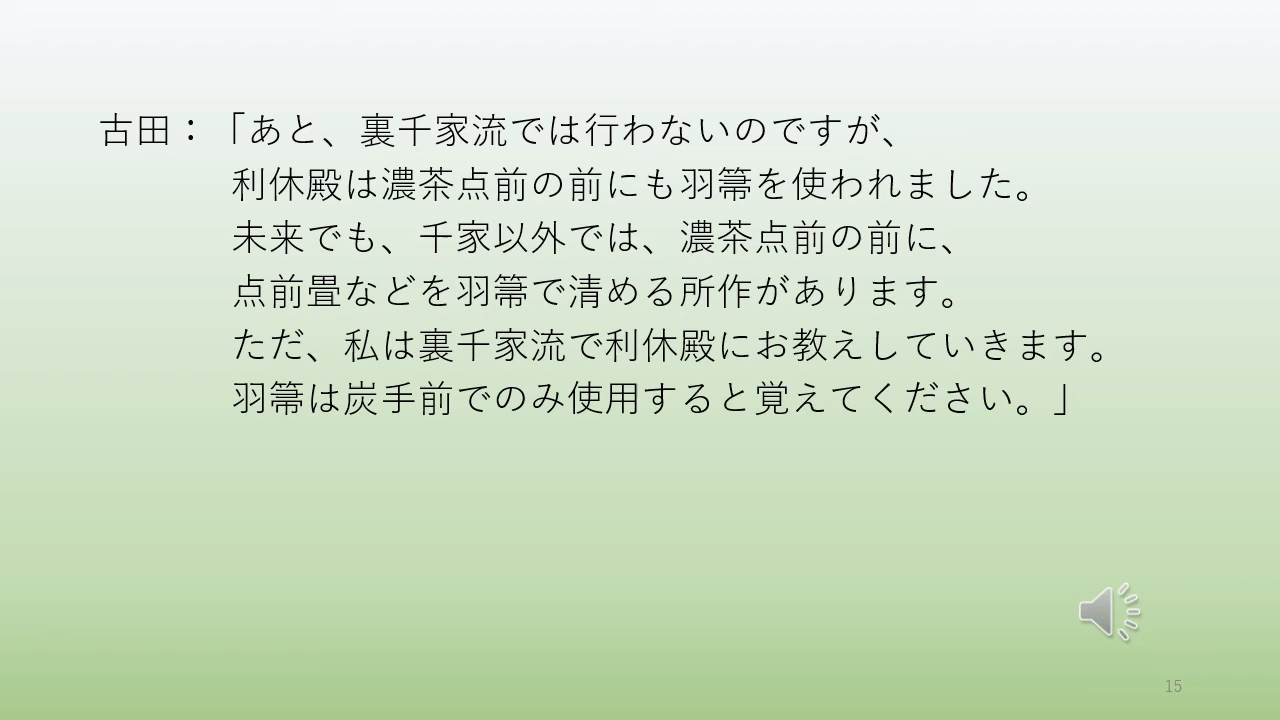 古田：「あと、裏千家流では行わないのですが、
利休殿は濃茶点前の前にも羽箒を使われました。
未来でも、千家以外では、濃茶点前の前に、
点前畳などを羽箒で清める所作があります。
ただ、私は裏千家流で利休殿にお教えしていきます。
羽箒は炭手前でのみ使用すると覚えてください。」
15